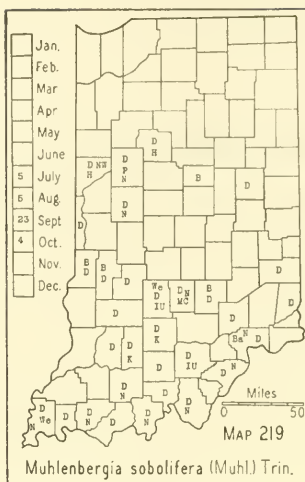 Jan.
Feb.
Mar
Apr
May
June
5 July
5 Aug.
23 Sept
4 Oct.
Nov.
Dec.
D
H
D NW
H
D
P
N
B
D
D
N
D
B
D
B
D
D
We
D
IU
D N
MC
B
D
D
D
D
D
K
Ba N
D
D
D
K
D
IU
D
N
D
We
N
D
D
N
D
N
D
N
D
N
Miles
0 50
MAP 219
Muhlenbergia sobolifera (Muhl.) Trin.